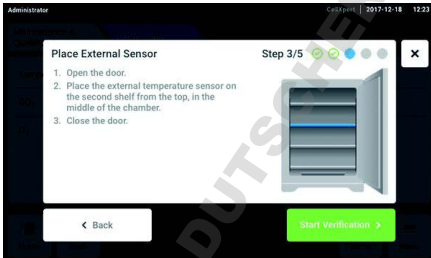 Administrator
CellXpert | 2017-12-18 12:23
Place External Sensor
Step 3/5
1. Open the door.
2. Place the external temperature sensor on
the second shelf from the top, in the
middle of the chamber.
3. Close the door.
Back
Start Verification
DUTSCHER